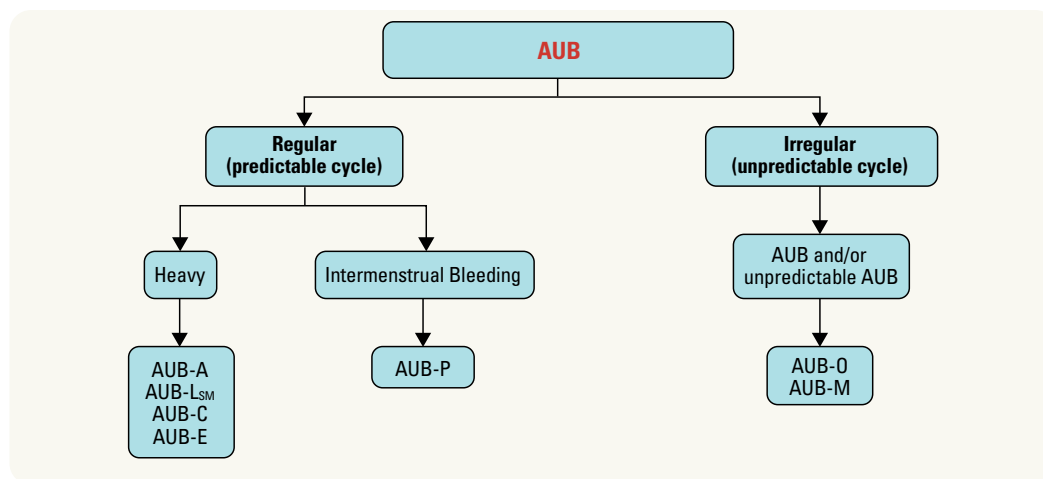 AUB
Regular
(predictable cycle)
Irregular
(unpredictable cycle)
Heavy
Intermenstrual Bleeding
AUB and/or
unpredictable AUB
AUB-A
AUB-LSM
AUB-C
AUB-E
AUB-P
AUB-O
AUB-M